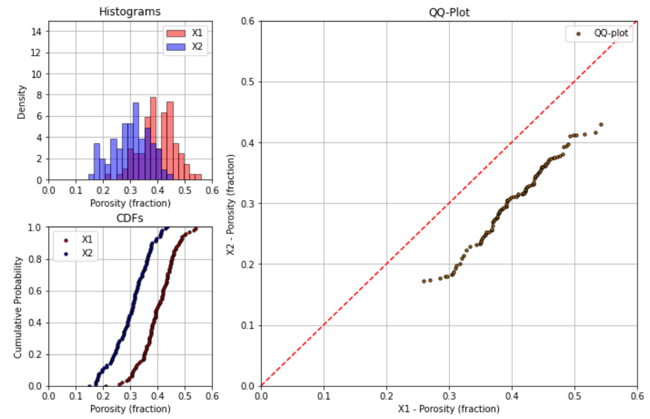 Histograms
14
12
10
8
6
4
2
0
Density
X1
X2
0.0 0.1 0.2 0.3 0.4 0.5 0.6
Porosity (fraction)
CDFs
1.0
0.8
0.6
0.4
0.2
0.0
Cumulative Probability
X1
X2
0.0 0.1 0.2 0.3 0.4 0.5 0.6
Porosity (fraction)
QQ-Plot
0.6
0.5
0.4
0.3
0.2
0.1
0.0
X2 - Porosity (fraction)
QQ-plot
0.0 0.1 0.2 0.3 0.4 0.5 0.6
X1 - Porosity (fraction)